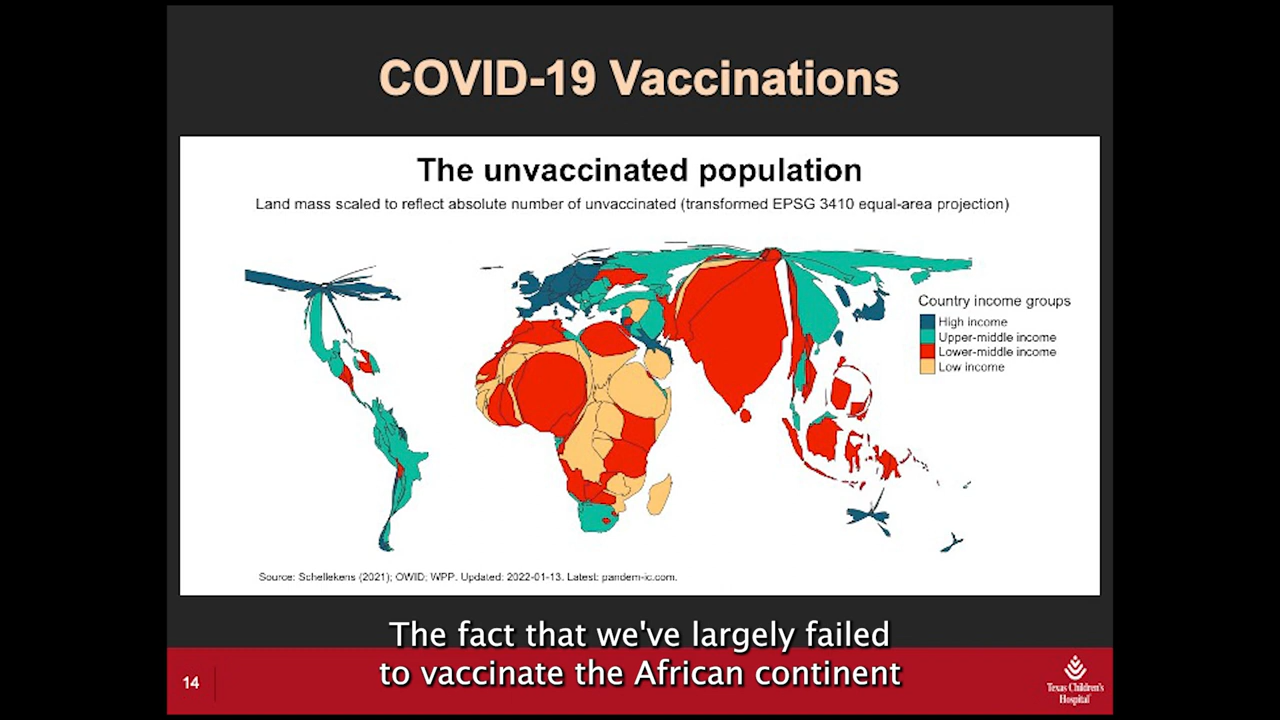 COVID-19 Vaccinations
The unvaccinated population
Land mass scaled to reflect absolute number of unvaccinated (transformed EPSG 3410 equal-area projection)
Country income groups
High income
Upper-middle income
Lower-middle income
Low income
Source: Schellekens (2021); OWID; WPP. Updated: 2022-01-13. Latest: pandem-ic.com.
The fact that we've largely failed
to vaccinate the African continent
14
Texas Children's
Hospital